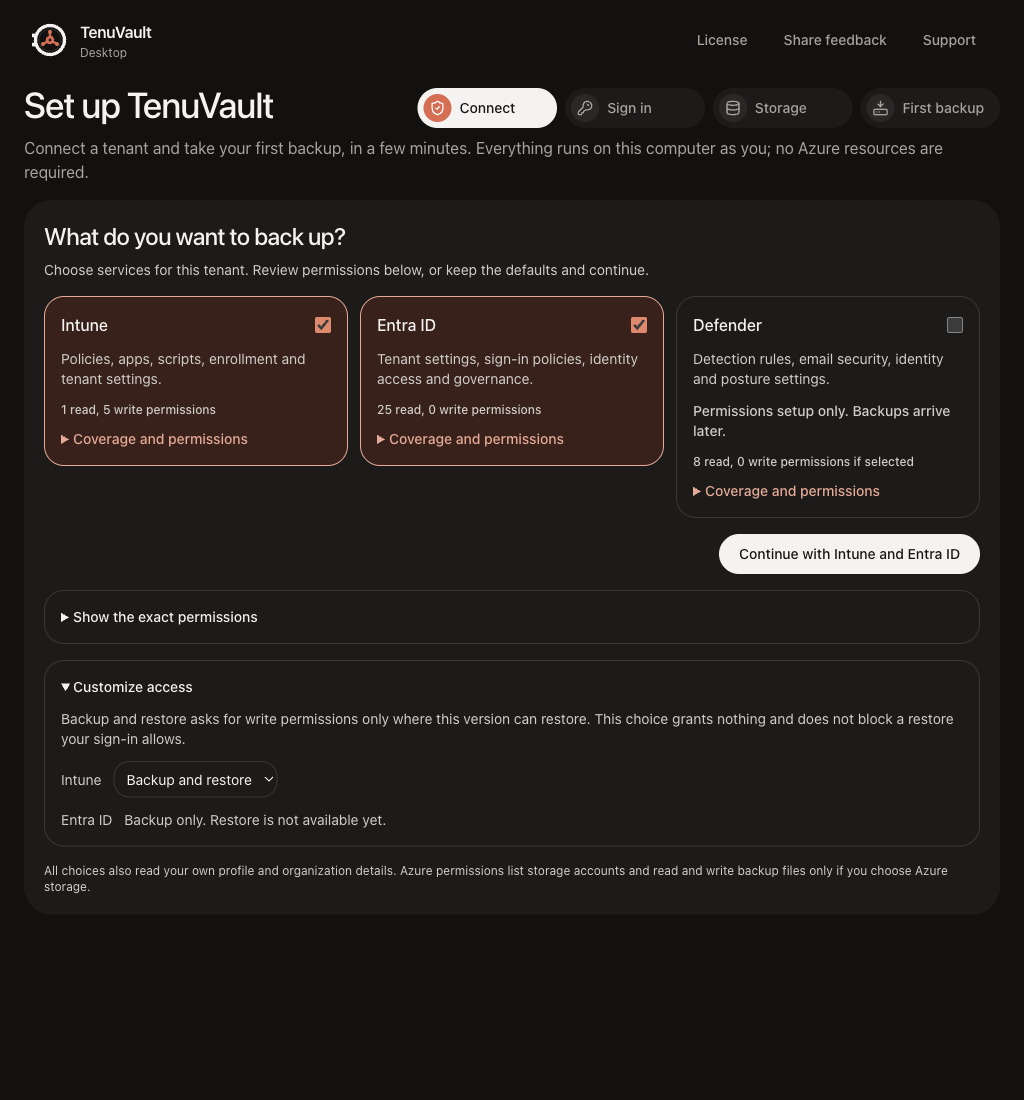 TenuVault
Desktop
License
Share feedback
Support
Set up TenuVault
Connect
Sign in
Storage
First backup
Connect a tenant and take your first backup, in a few minutes. Everything runs on this computer as you; no Azure resources are
required.
What do you want to back up?
Choose services for this tenant. Review permissions below, or keep the defaults and continue.
Intune
Policies, apps, scripts, enrollment and
tenant settings.
1 read, 5 write permissions
Coverage and permissions
Entra ID
Tenant settings, sign-in policies, identity
access and governance.
25 read, 0 write permissions
Coverage and permissions
Defender
Detection rules, email security, identity
and posture settings.
Permissions setup only. Backups arrive
later.
8 read, 0 write permissions if selected
Coverage and permissions
Continue with Intune and Entra ID
Show the exact permissions
Customize access
Backup and restore asks for write permissions only where this version can restore. This choice grants nothing and does not block a restore
your sign-in allows.
Intune
Backup and restore
Entra ID
Backup only. Restore is not available yet.
All choices also read your own profile and organization details. Azure permissions list storage accounts and read and write backup files only if you choose Azure
storage.